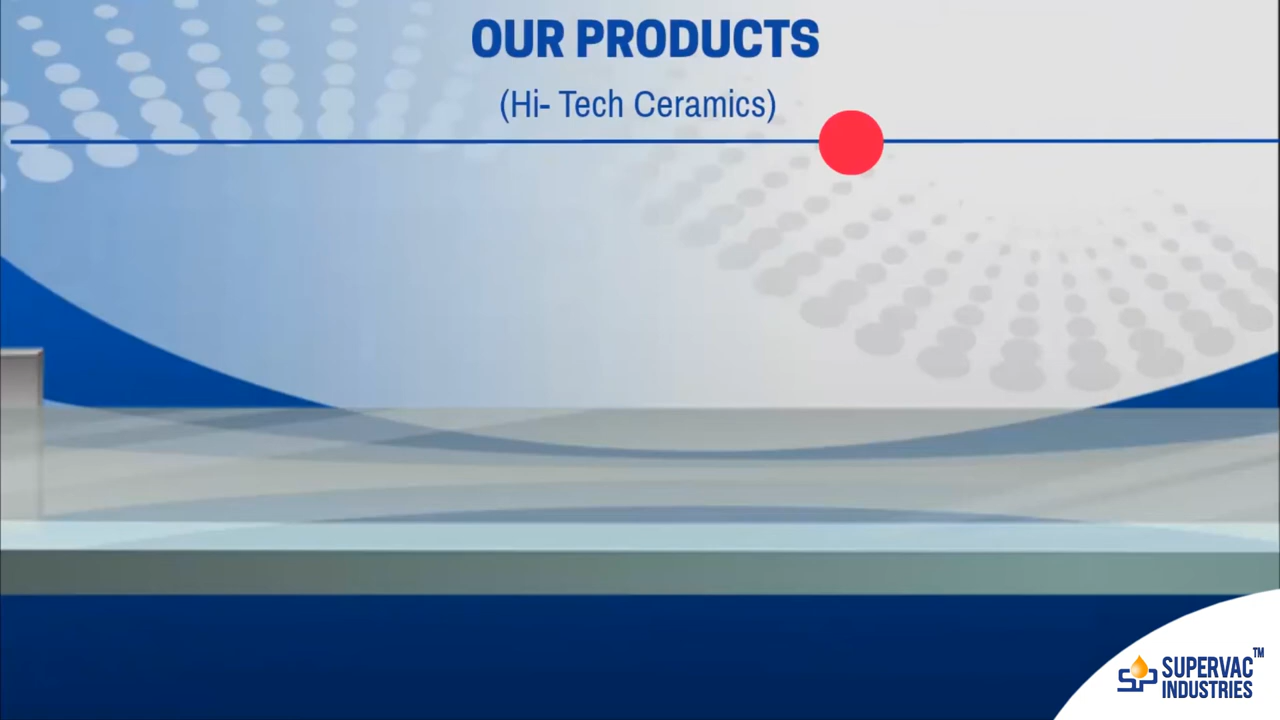 OUR PRODUCTS
(Hi- Tech Ceramics)
SUPERVAC™
INDUSTRIES